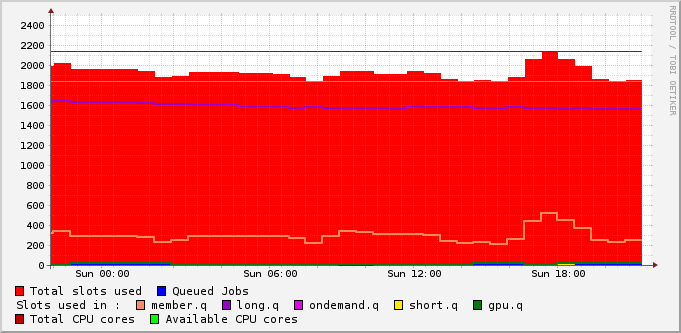 RRDTOOL / TOBI OETIKER
2400
2200
2000
1800
1600
1400
1200
1000
800
600
400
200
0
Sun 00:00 Sun 06:00 Sun 12:00 Sun 18:00
Total slots used Queued Jobs
Slots used in : member.q long.q ondemand.q short.q gpu.q
Total CPU cores Available CPU cores